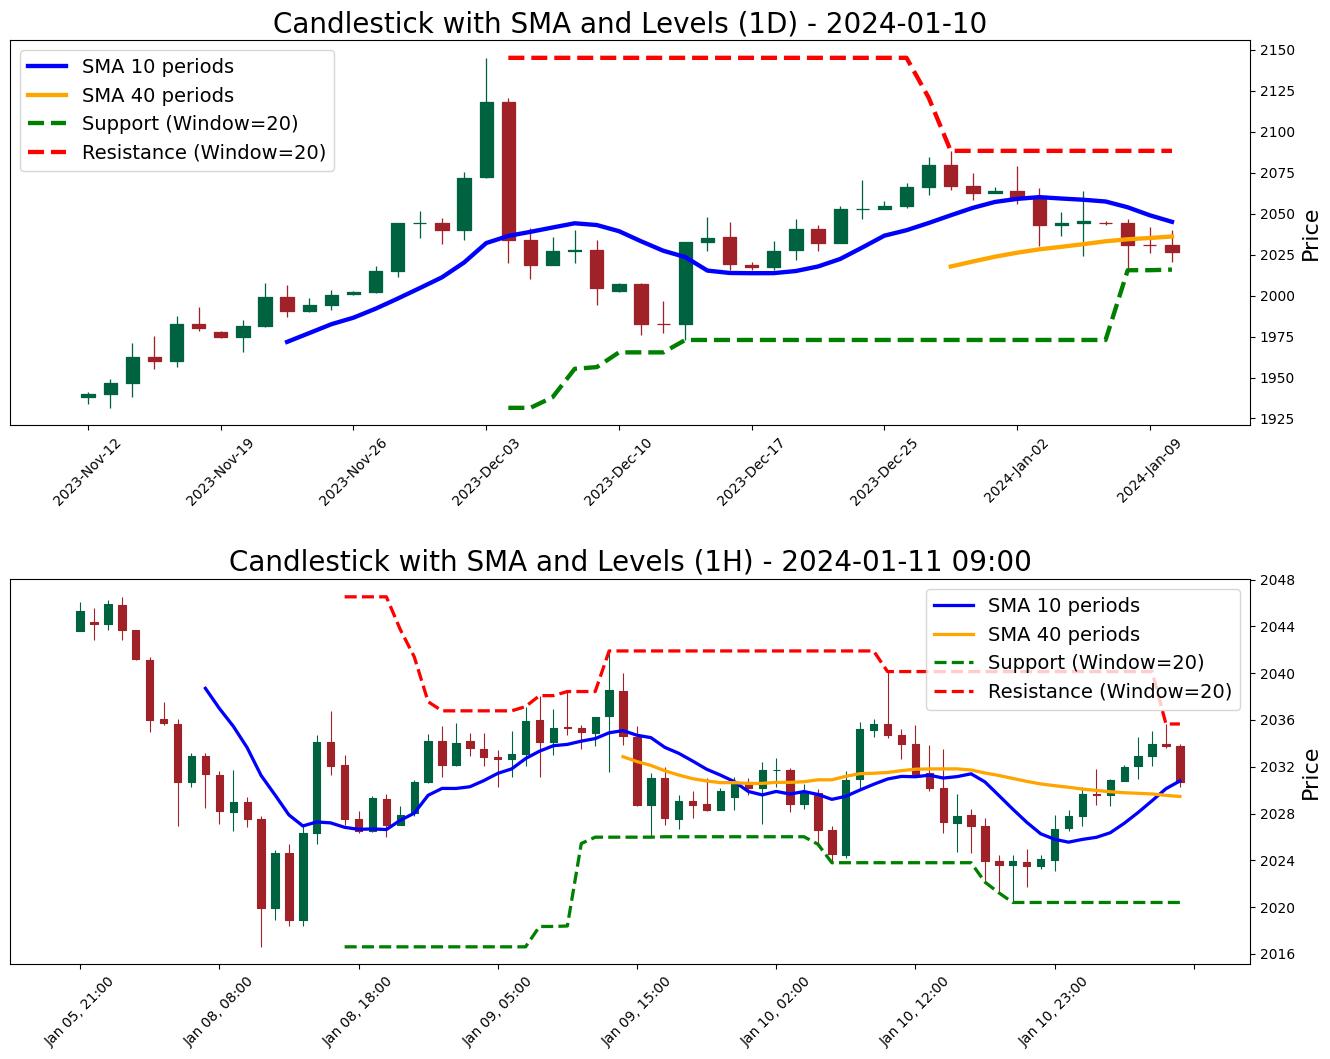 Candlestick with SMA and Levels (1D) - 2024-01-10
SMA 10 periods
SMA 40 periods
Support (Window=20)
Resistance (Window=20)
2150
2125
2100
2075
2050
2025
2000
1975
1950
1925
Price
2023-Nov-12
2023-Nov-19
2023-Nov-26
2023-Dec-03
2023-Dec-10
2023-Dec-17
2023-Dec-25
2024-Jan-02
2024-Jan-09
Candlestick with SMA and Levels (1H) - 2024-01-11 09:00
SMA 10 periods
SMA 40 periods
Support (Window=20)
Resistance (Window=20)
2048
2044
2040
2036
2032
2028
2024
2020
2016
Price
Jan 05, 21:00
Jan 08, 08:00
Jan 08, 18:00
Jan 09, 05:00
Jan 09, 15:00
Jan 10, 02:00
Jan 10, 12:00
Jan 10, 23:00